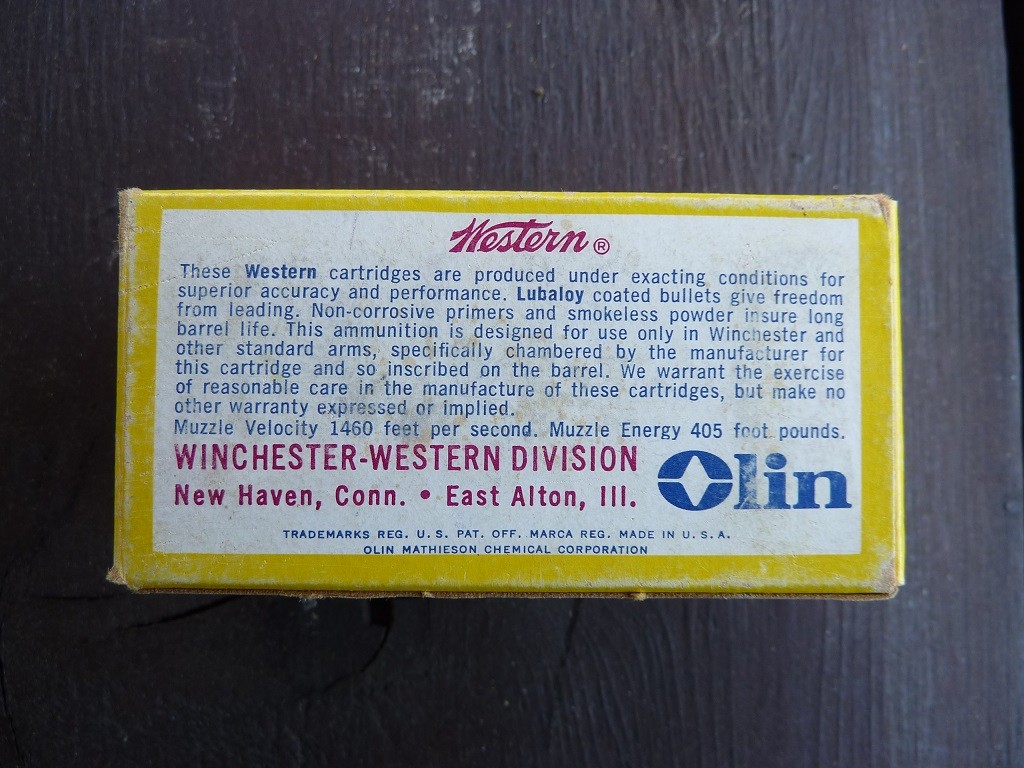 Western ®
These Western cartridges are produced under exacting conditions for
superior accuracy and performance. Lubaloy coated bullets give freedom
from leading. Non-corrosive primers and smokeless powder insure long
barrel life. This ammunition is designed for use only in Winchester and
other standard arms, specifically chambered by the manufacturer for
this cartridge and so inscribed on the barrel. We warrant the exercise
of reasonable care in the manufacture of these cartridges, but make no
other warranty expressed or implied.
Muzzle Velocity 1460 feet per second. Muzzle Energy 405 foot pounds.
WINCHESTER-WESTERN DIVISION
New Haven, Conn. • East Alton, Ill.
Olin
TRADEMARKS REG. U. S. PAT. OFF. MARCA REG. MADE IN U. S. A.
OLIN MATHIESON CHEMICAL CORPORATION